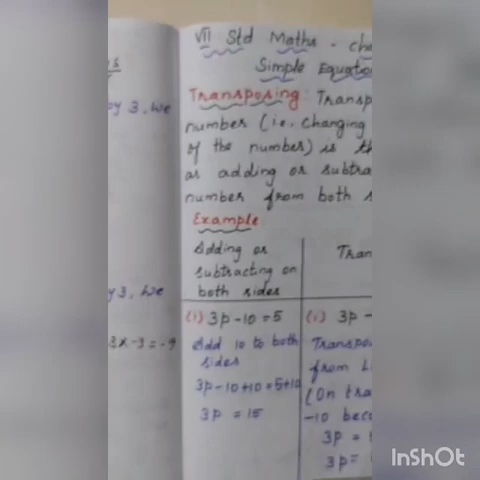 VII Std Maths - Cha
Simple Equation
Transposing: Transp
number (i.e. Changing
of the number) is th
as adding or subtra
number from both s
Example
Adding or
subtracting on
both sides
Tran
(i) 3p-10=5
Add 10 to both
sides
3p-10+10=5+10
3p = 15
(i) 3p -
Transpo
from L
(On tra
-10 beco
3p =
3p=
by 3, we
y 3, we
3x-3=-9
InShOt